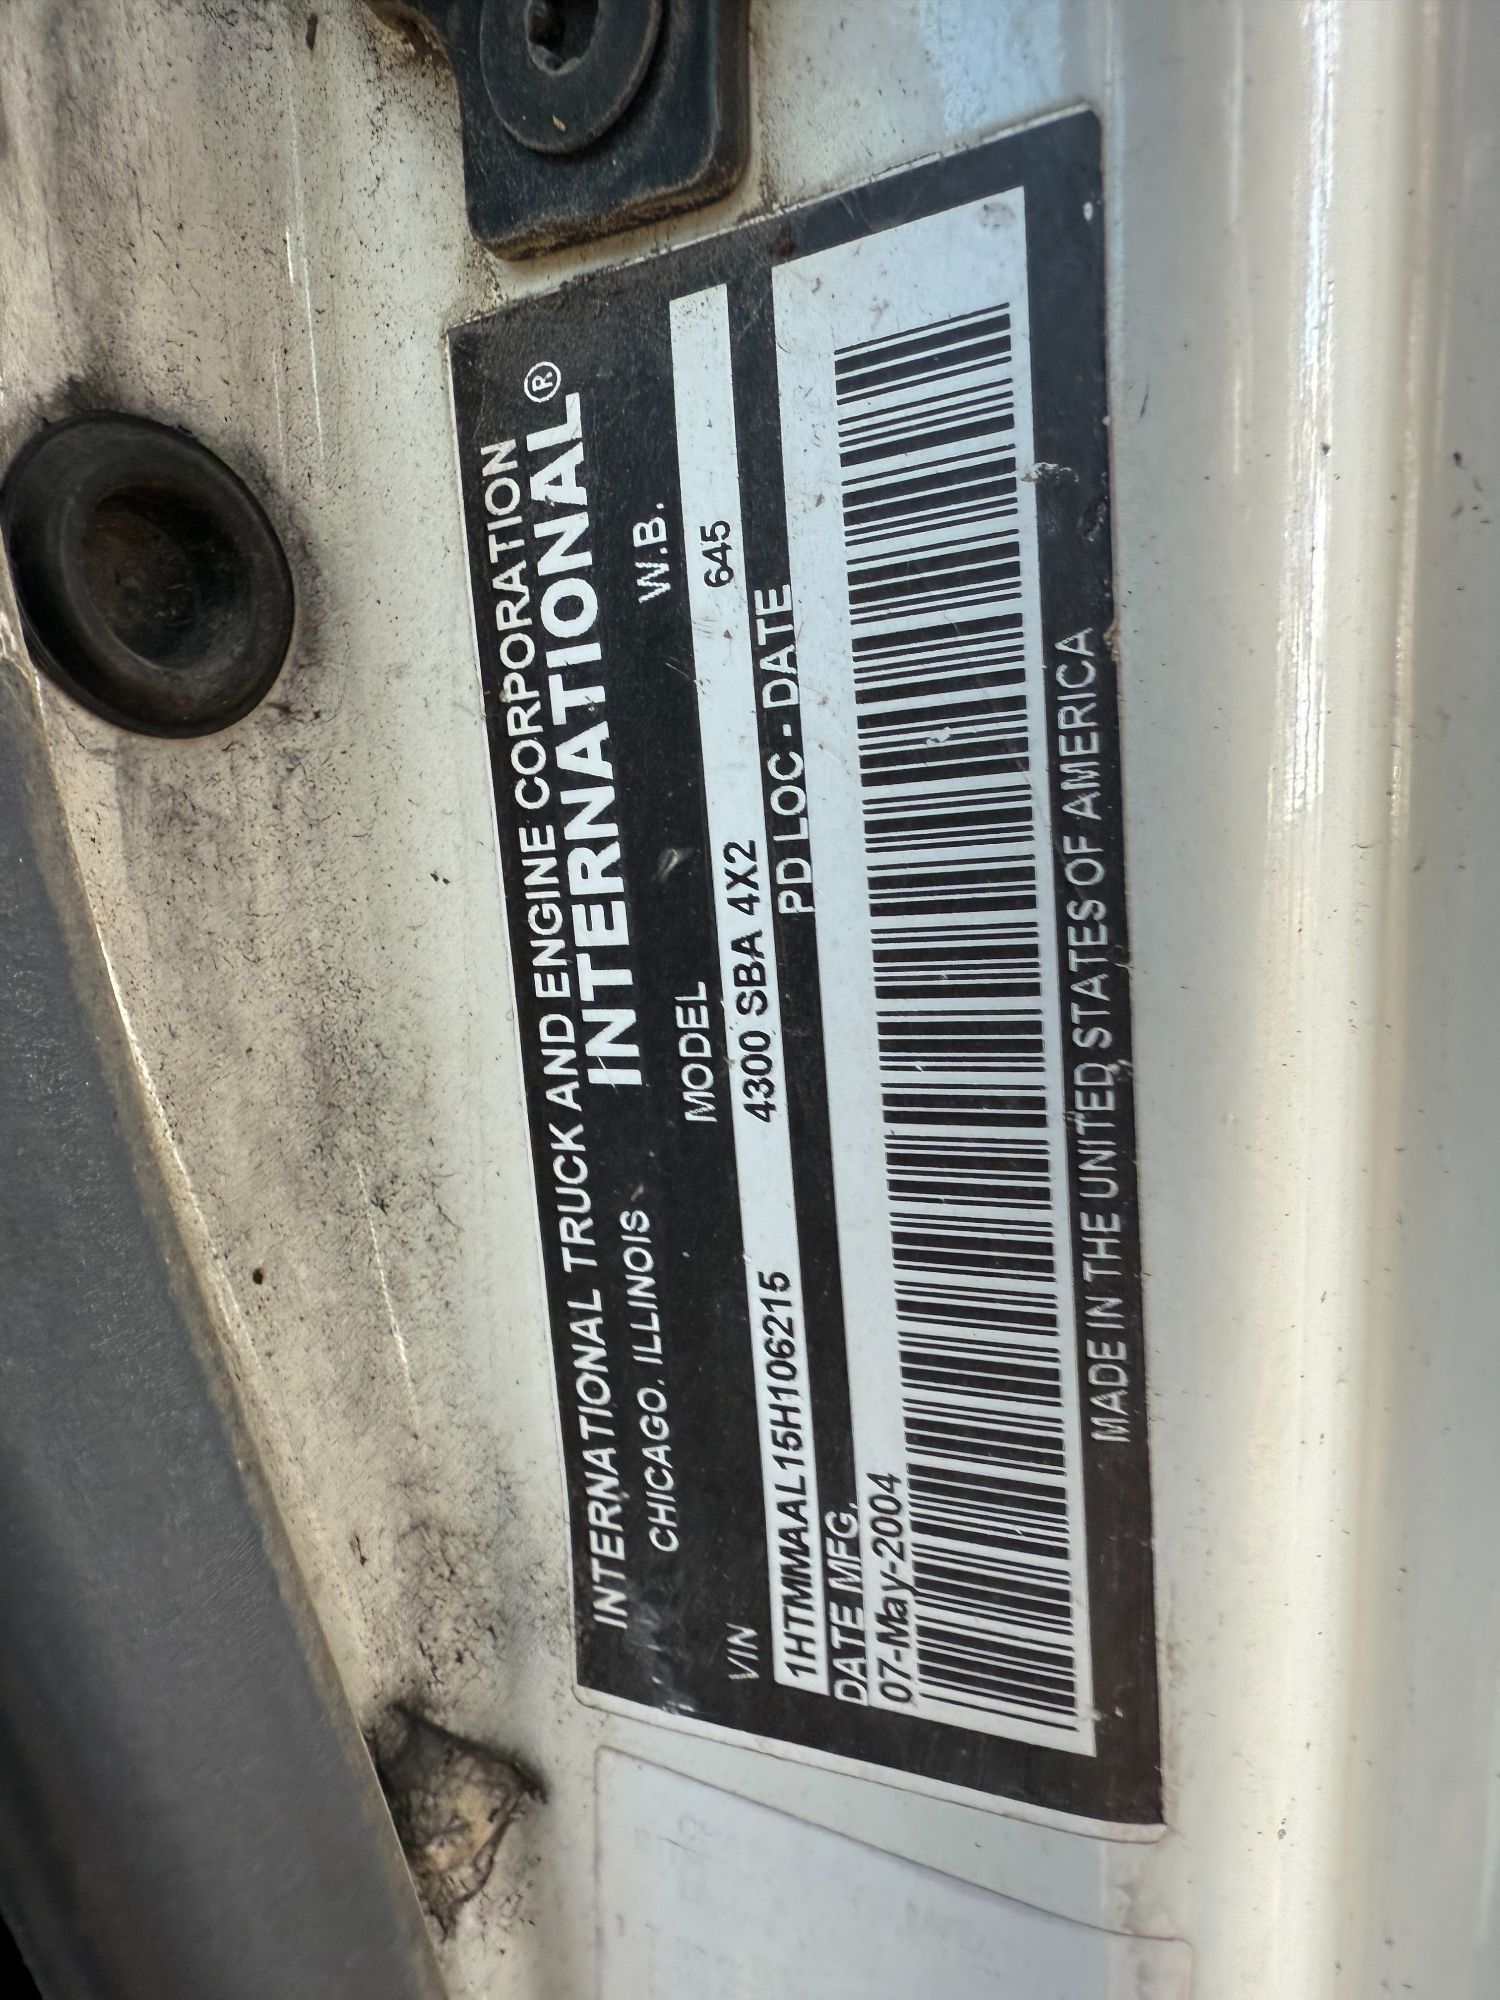 INTERNATIONAL TRUCK AND ENGINE CORPORATION
CHICAGO, ILLINOIS INTERNATIONAL®
VIN MODEL W.B.
1HTMMAAL15H106215 4300 SBA 4X2 645
DATE MFG. PD LOC - DATE
07-May-2004
MADE IN THE UNITED STATES OF AMERICA